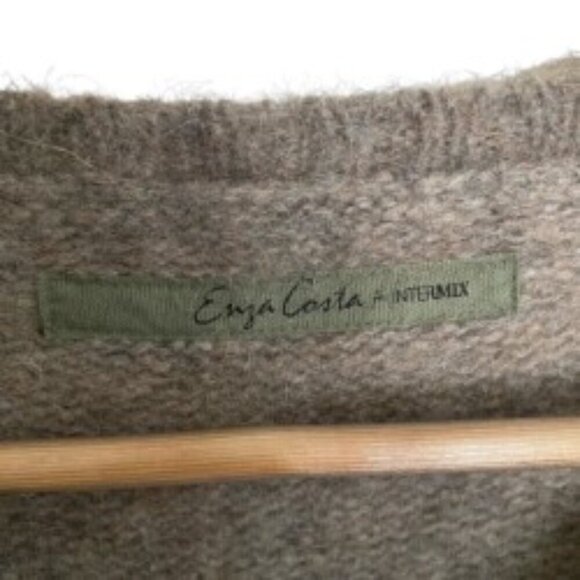 Enza Costa + INTERMIX